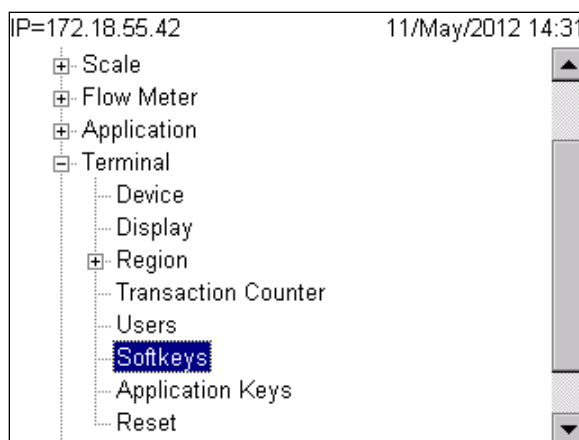 IP=172.18.55.42 11/May/2012 14:31
Scale
Flow Meter
Application
Terminal
Device
Display
Region
Transaction Counter
Users
Softkeys
Application Keys
Reset